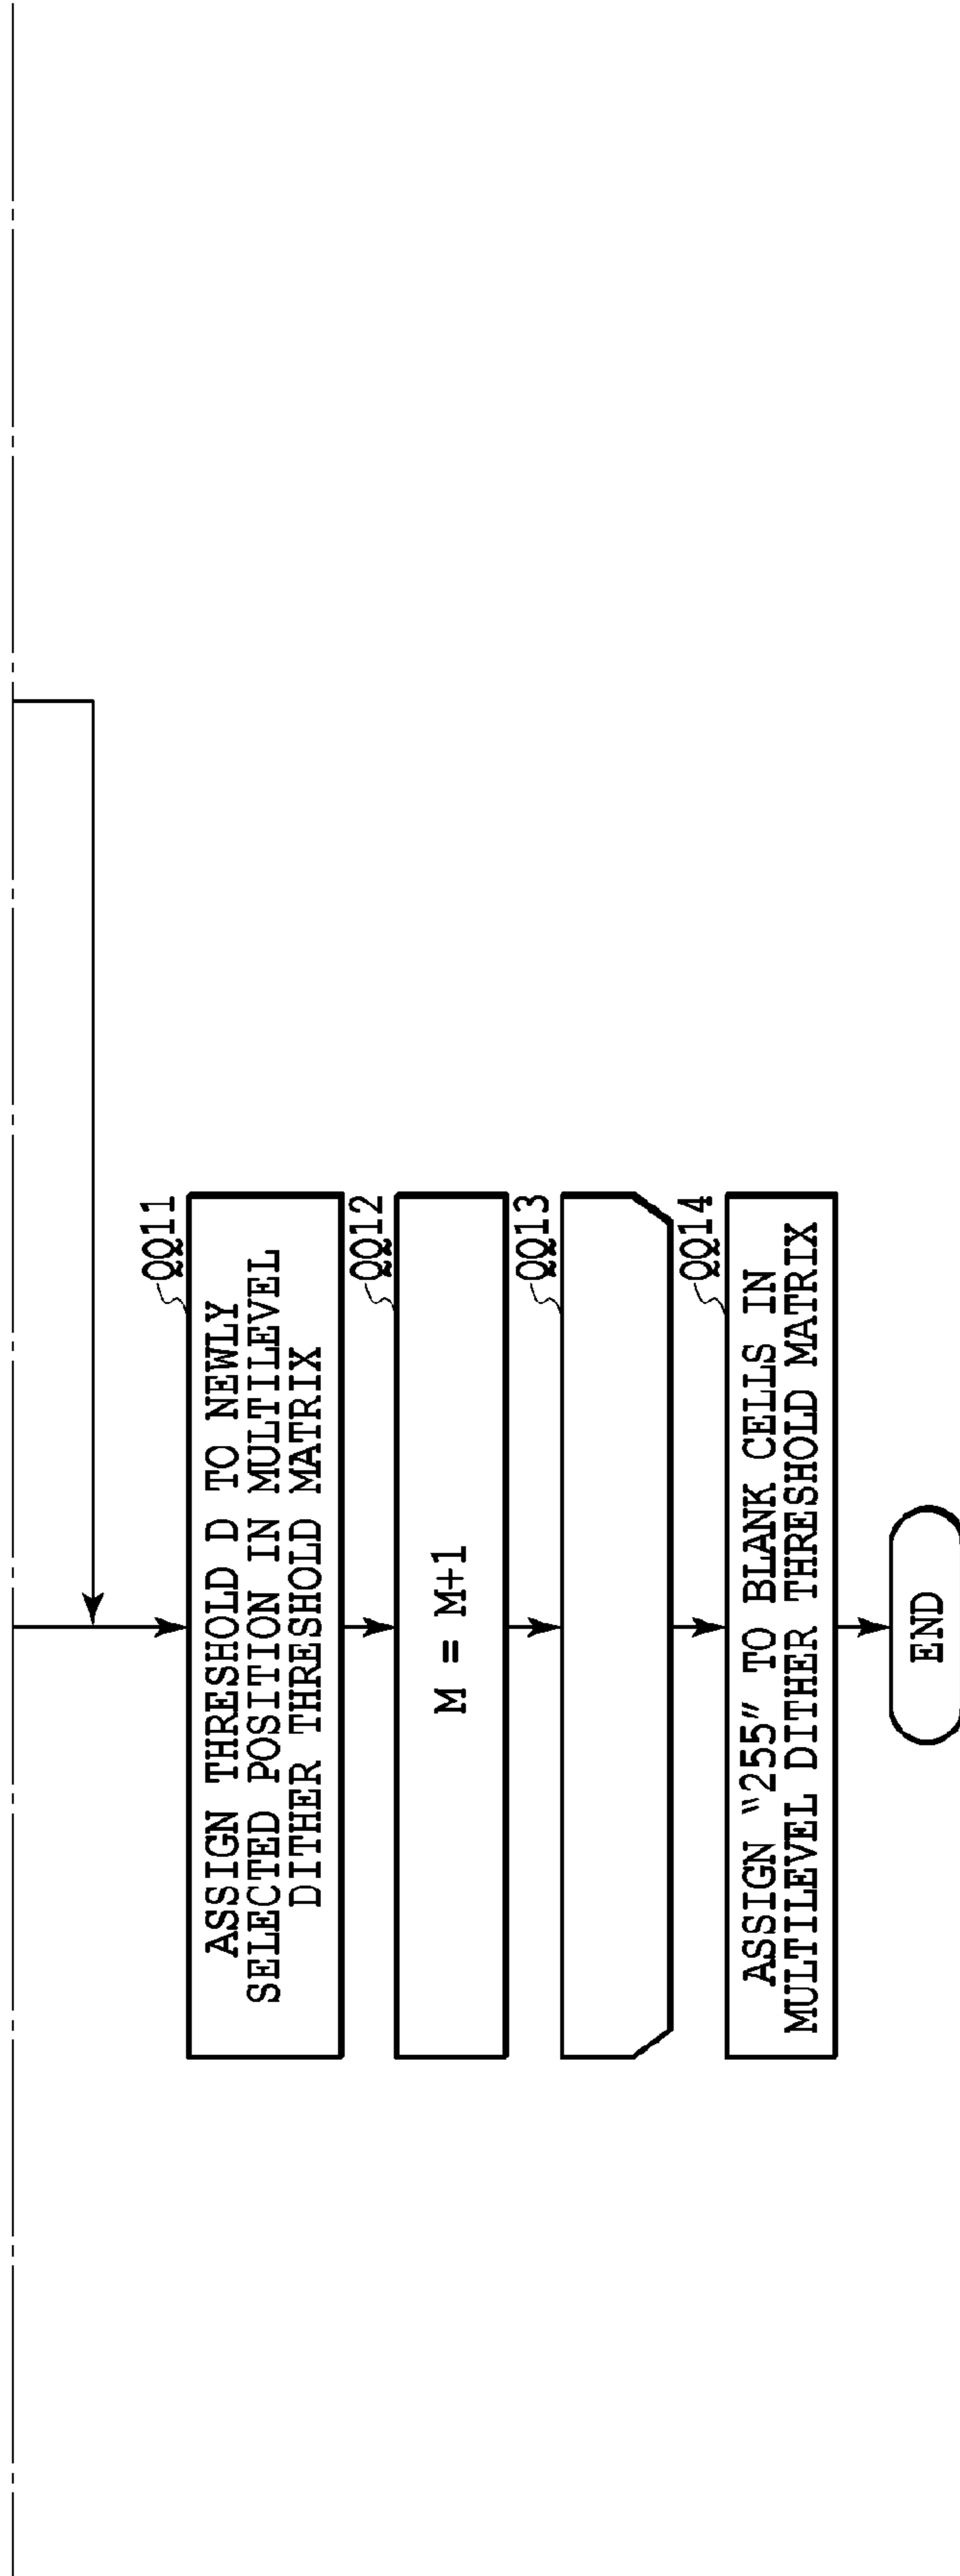 QQ11
ASSIGN THRESHOLD D TO NEWLY
SELECTED POSITION IN MULTILEVEL
DITHER THRESHOLD MATRIX
QQ12
M = M+1
QQ13
QQ14
ASSIGN "255" TO BLANK CELLS IN
MULTILEVEL DITHER THRESHOLD MATRIX
END